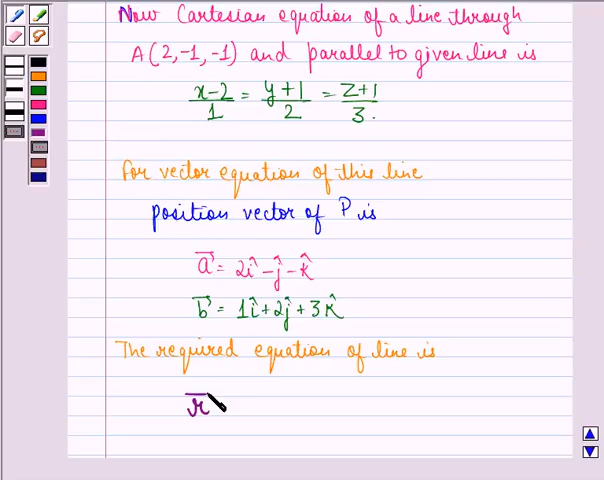 Now Cartesian equation of a line through
A(2,-1,-1) and parallel to given line is
x-2/1 = y+1/2 = z+1/3.
For vector equation of this line
position vector of P is
a⃗ = 2î - ĵ - k̂
b⃗ = 1î + 2ĵ + 3k̂
The required equation of line is
r̅